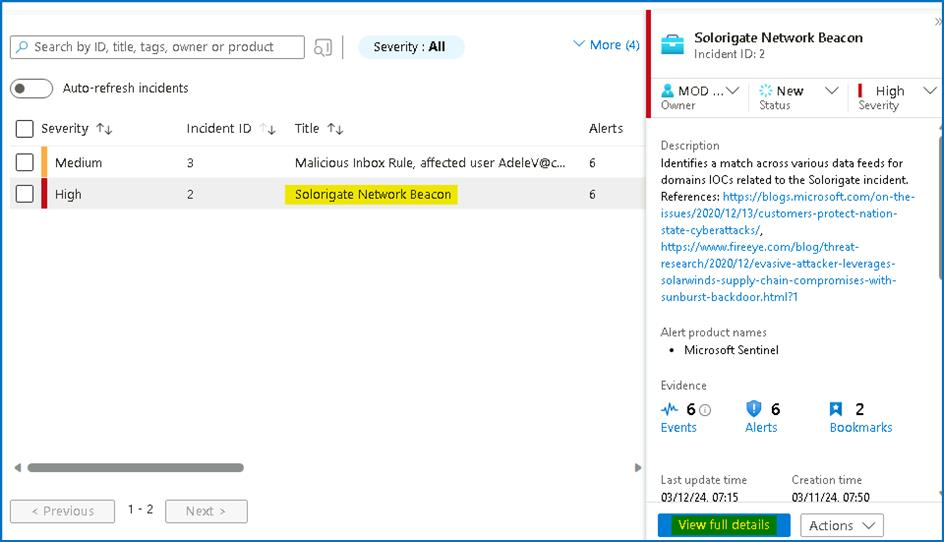 Search by ID, title, tags, owner or product
Severity : All
More (4)
Auto-refresh incidents
Severity Incident ID Title Alerts
Medium 3 Malicious Inbox Rule, affected user AdeleV@c... 6
High 2 Solorigate Network Beacon 6
< Previous 1 - 2 Next >
Solorigate Network Beacon
Incident ID: 2
MOD ... New High
Owner Status Severity
Description
Identifies a match across various data feeds for
domains IOCs related to the Solorigate incident.
References: https://blogs.microsoft.com/on-the-
issues/2020/12/13/customers-protect-nation-
state-cyberattacks/,
https://www.fireeye.com/blog/threat-
research/2020/12/evasive-attacker-leverages-
solarwinds-supply-chain-compromises-with-
sunburst-backdoor.html?1
Alert product names
• Microsoft Sentinel
Evidence
6 6 2
Events Alerts Bookmarks
Last update time Creation time
03/12/24, 07:15 03/11/24, 07:50
View full details Actions